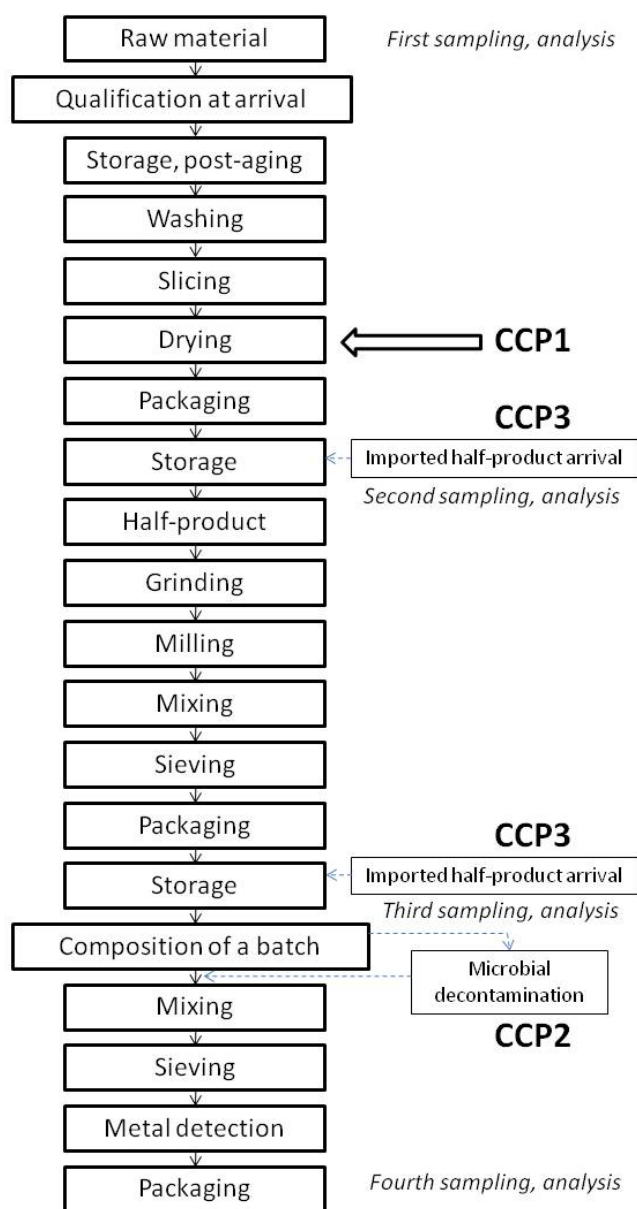 Raw material
First sampling, analysis
Qualification at arrival
Storage, post-aging
Washing
Slicing
Drying
CCP1
Packaging
CCP3
Storage
Imported half-product arrival
Second sampling, analysis
Half-product
Grinding
Milling
Mixing
Sieving
Packaging
CCP3
Storage
Imported half-product arrival
Third sampling, analysis
Composition of a batch
Microbial
decontamination
Mixing
CCP2
Sieving
Metal detection
Packaging
Fourth sampling, analysis